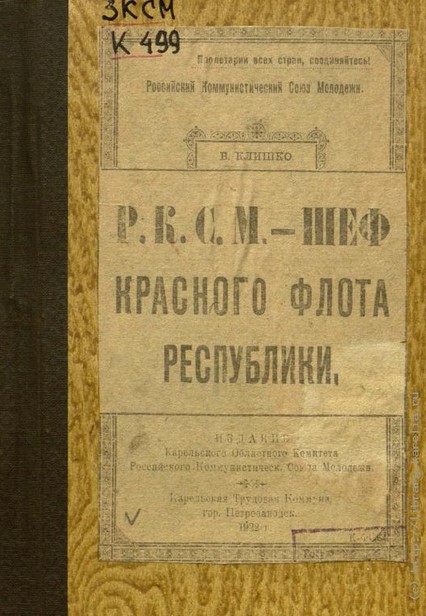 ЗКСМ
К 499
Пролетарии всех стран, соединяйтесь!
Российский Коммунистический Союз Молодежи.
В. КЛИШКО
Р. К. С. М. — ШЕФ
КРАСНОГО ФЛОТА
РЕСПУБЛИКИ.
ИЗДАНИЕ
Карельского Областного Комитета
Российского Коммунистическ. Союза Молодежи.
Карельская Трудовая Коммуна,
гор. Петрозаводск.
1922 г.